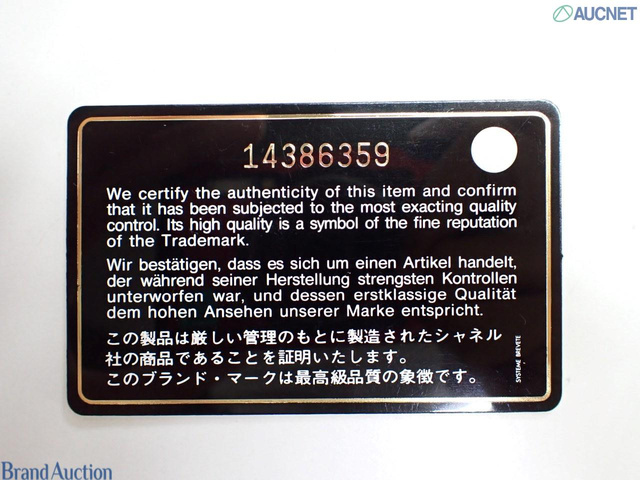 AUCNET
14386359
We certify the authenticity of this item and confirm
that it has been subjected to the most exacting quality
control. Its high quality is a symbol of the fine reputation
of the Trademark.
Wir bestätigen, dass es sich um einen Artikel handelt,
der während seiner Herstellung strengsten Kontrollen
unterworfen war, und dessen erstklassige Qualität
dem hohen Ansehen unserer Marke entspricht.
この製品は厳しい管理のもとに製造されたシャネル
社の商品であることを証明いたします。
このブランド・マークは最高級品質の象徴です。
SYSTEME BREVETE
Brand Auction